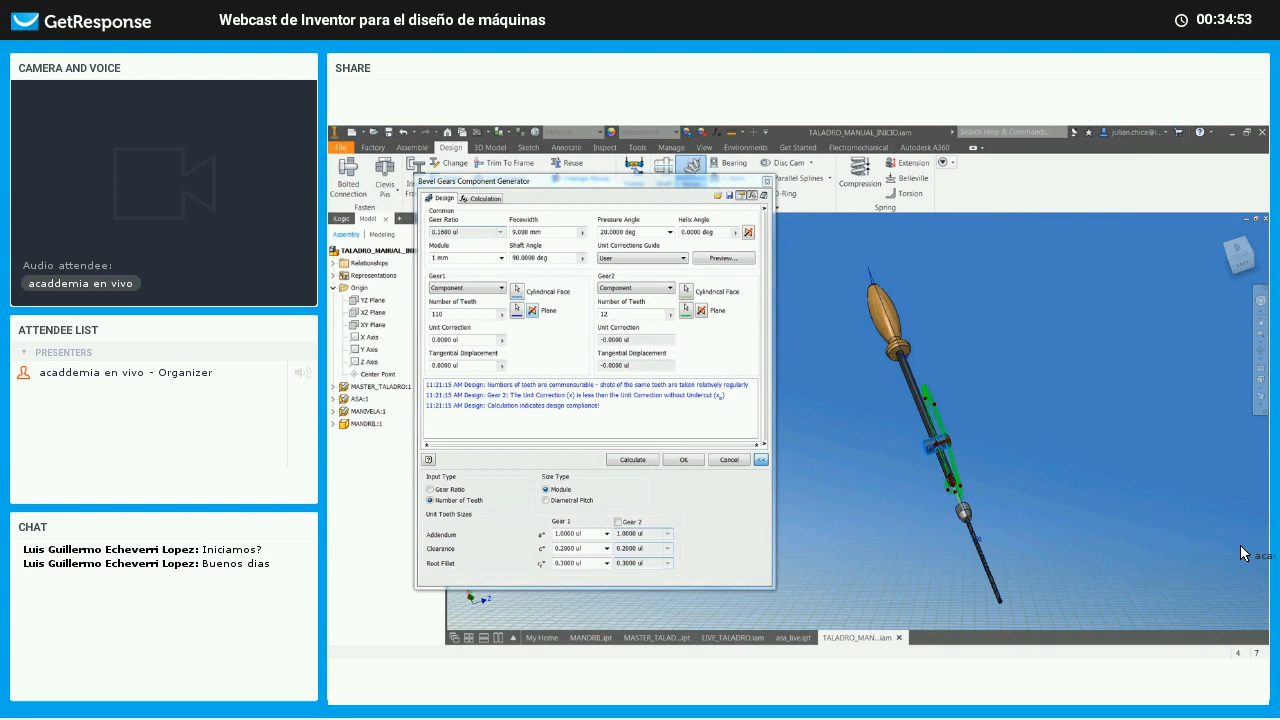 GetResponse
Webcast de Inventor para el diseño de máquinas
00:34:53
CAMERA AND VOICE
Audio attendee:
acaddemia en vivo
ATTENDEE LIST
PRESENTERS
acaddemia en vivo - Organizer
CHAT
Luis Guillermo Echeverri Lopez: Iniciamos?
Luis Guillermo Echeverri Lopez: Buenos dias
SHARE
TALADRO_MANUAL_INICIO.iam
Search Help & Commands...
julian.chica@i...
File Factory Assemble Design 3D Model Sketch Annotate Inspect Tools Manage View Environments Get Started Electromechanical Autodesk A360
Bolted Connection
Clevis Pin
Change
Trim To Frame
Reuse
Bearing
Disc Cam
Parallel Splines
O-Ring
Compression
Extension
Belleville
Torsion
Fasten
Spring
iLogic Model
Assembly | Modeling
TALADRO_MANUAL_INI
Relationships
Representations
Origin
YZ Plane
XZ Plane
XY Plane
X Axis
Y Axis
Z Axis
Center Point
MASTER_TALADRO:1
ASA:1
MANIVELA:1
MANDRIL:1
Bevel Gears Component Generator
Design Calculation
Common
Gear Ratio Facewidth Pressure Angle Helix Angle
0.1600 ul 9.000 mm 20.0000 deg 0.0000 deg
Module Shaft Angle Unit Corrections Guide
1 mm 90.0000 deg User Preview...
Gear1 Gear2
Component Cylindrical Face Component Cylindrical Face
Number of Teeth Plane Number of Teeth Plane
110 12
Unit Correction Unit Correction
0.0000 ul -0.0000 ul
Tangential Displacement Tangential Displacement
0.0000 ul -0.0000 ul
11:21:15 AM Design: Numbers of teeth are commensurable - shots of the same teeth are taken relatively regularly
11:21:15 AM Design: Gear 2: The Unit Correction (x) is less than the Unit Correction without Undercut (x
11:21:15 AM Design: Calculation indicates design compliance!
Calculate OK Cancel <<
Input Type Size Type
Gear Ratio Module
Number of Teeth Diametral Pitch
Unit Tooth Sizes
Gear 1 Gear 2
Addendum a* 1.0000 ul 1.0000 ul
Clearance c* 0.2000 ul 0.2000 ul
Root Fillet rf* 0.3000 ul 0.3000 ul
Z
My Home MANDRIL.ipt MASTER_TALAD...ipt LIVE_TALADRO.iam asa_live.ipt TALADRO_MAN...iam
4 7